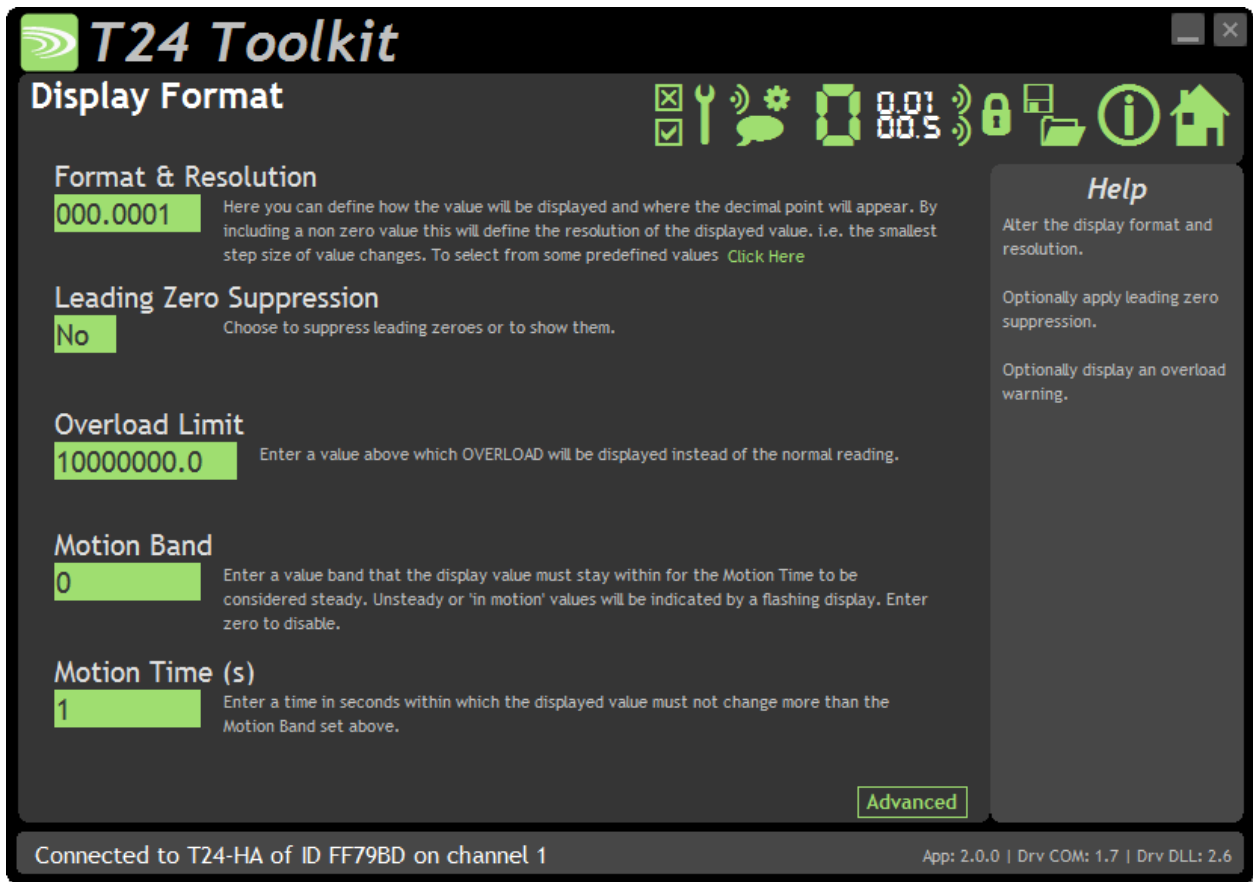 T24 Toolkit
Display Format
0.01
00.5
Format & Resolution
000.0001
Here you can define how the value will be displayed and where the decimal point will appear. By
including a non zero value this will define the resolution of the displayed value. i.e. the smallest
step size of value changes. To select from some predefined values Click Here
Leading Zero Suppression
No
Choose to suppress leading zeroes or to show them.
Overload Limit
10000000.0
Enter a value above which OVERLOAD will be displayed instead of the normal reading.
Motion Band
0
Enter a value band that the display value must stay within for the Motion Time to be
considered steady. Unsteady or 'in motion' values will be indicated by a flashing display. Enter
zero to disable.
Motion Time (s)
1
Enter a time in seconds within which the displayed value must not change more than the
Motion Band set above.
Advanced
Help
Alter the display format and
resolution.
Optionally apply leading zero
suppression.
Optionally display an overload
warning.
Connected to T24-HA of ID FF79BD on channel 1
App: 2.0.0 | Drv COM: 1.7 | Drv DLL: 2.6